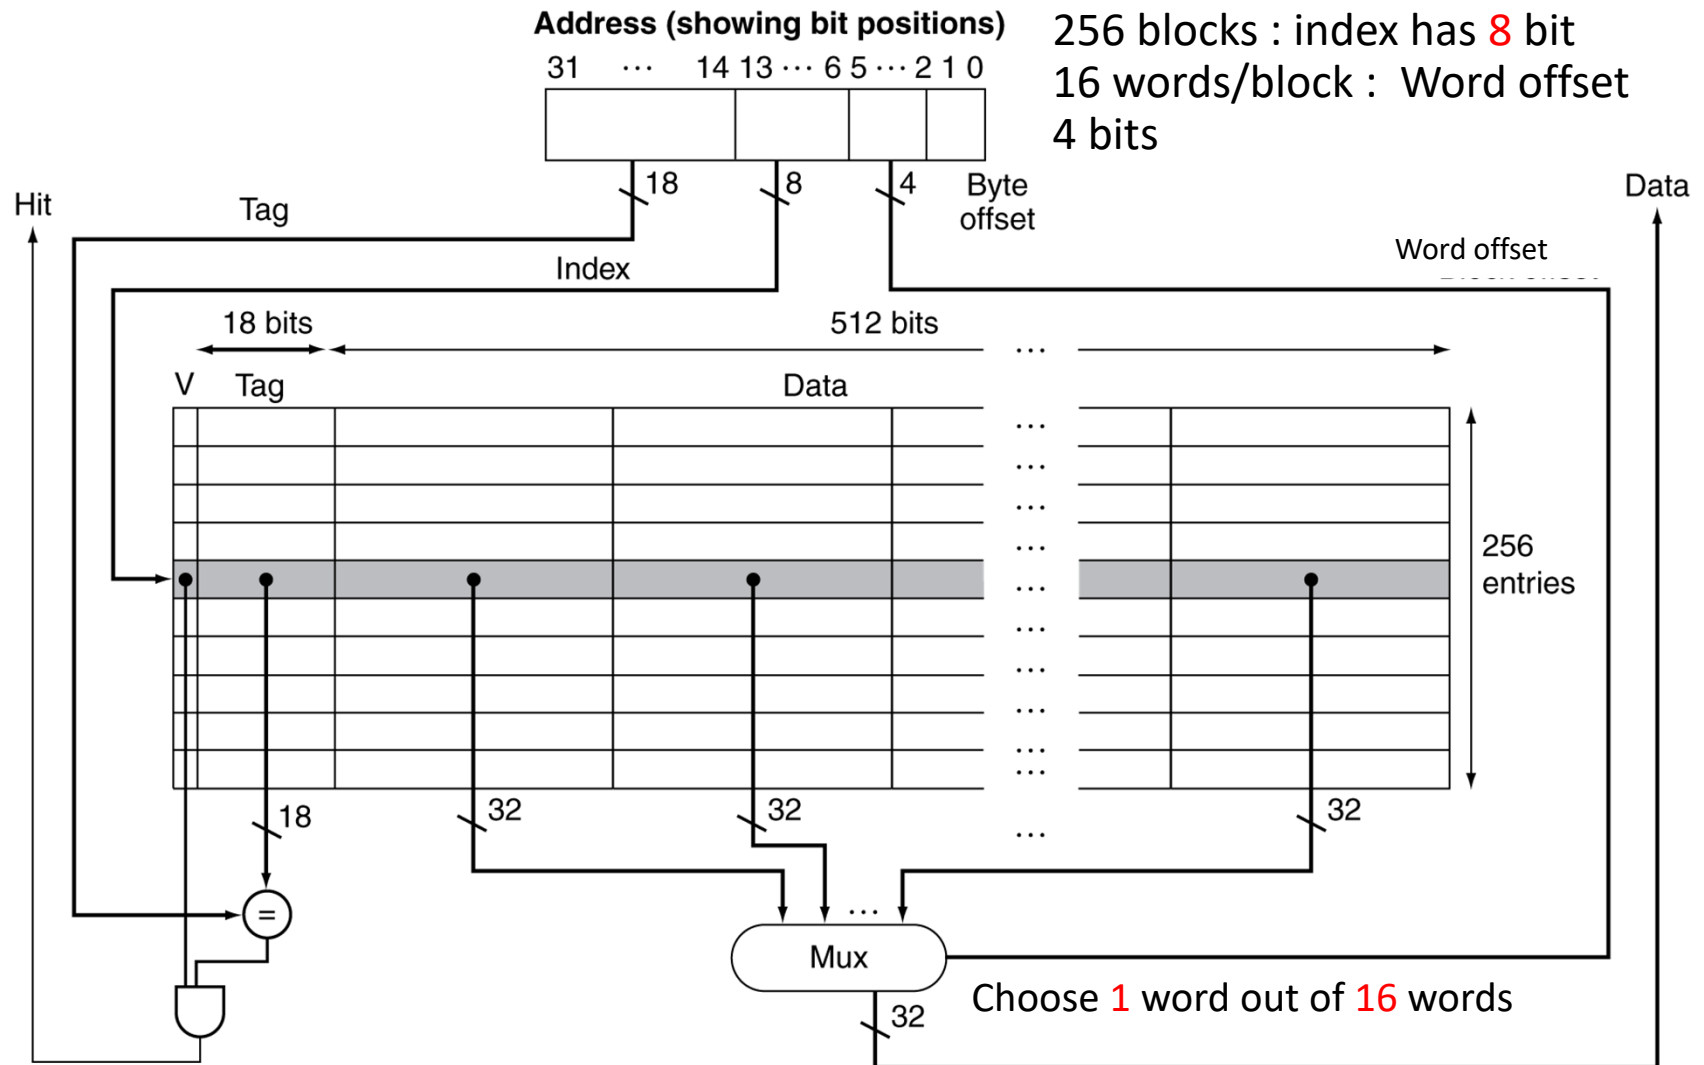 Address (showing bit positions)
31 ... 14 13 ... 6 5 ... 2 1 0
256 blocks : index has 8 bit
16 words/block : Word offset
4 bits
18
8
4
Byte
offset
Hit
Tag
Data
Word offset
Index
18 bits
512 bits
...
V
Tag
Data
...
...
...
...
...
...
...
...
...
...
256
entries
18
32
32
...
32
=
...
Mux
Choose 1 word out of 16 words
32